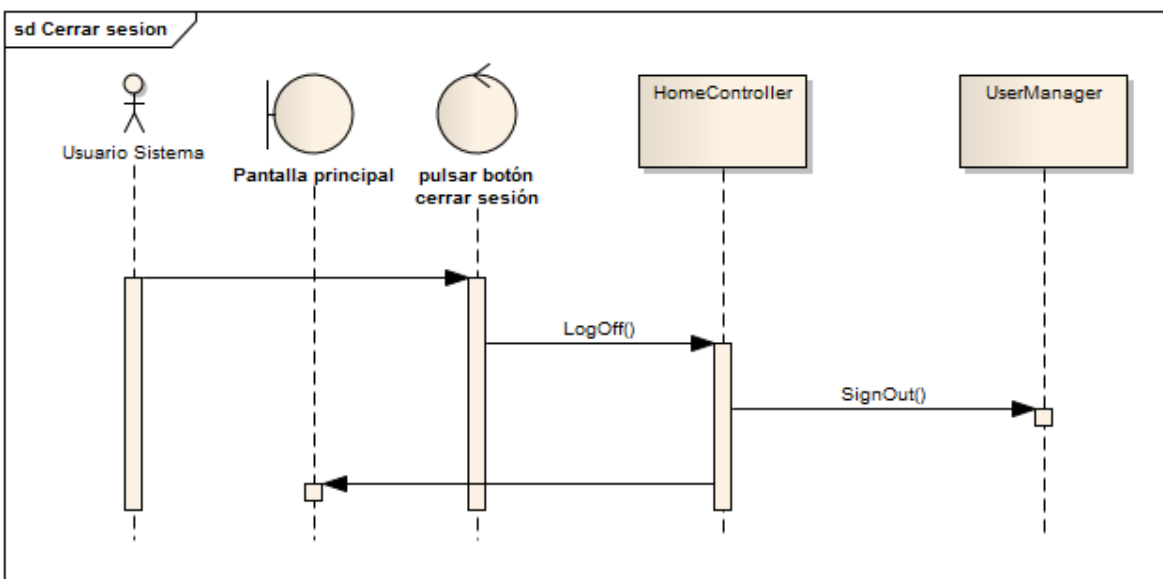 sd Cerrar sesion
Usuario Sistema
Pantalla principal
pulsar botón
cerrar sesión
HomeController
UserManager
LogOff()
SignOut()